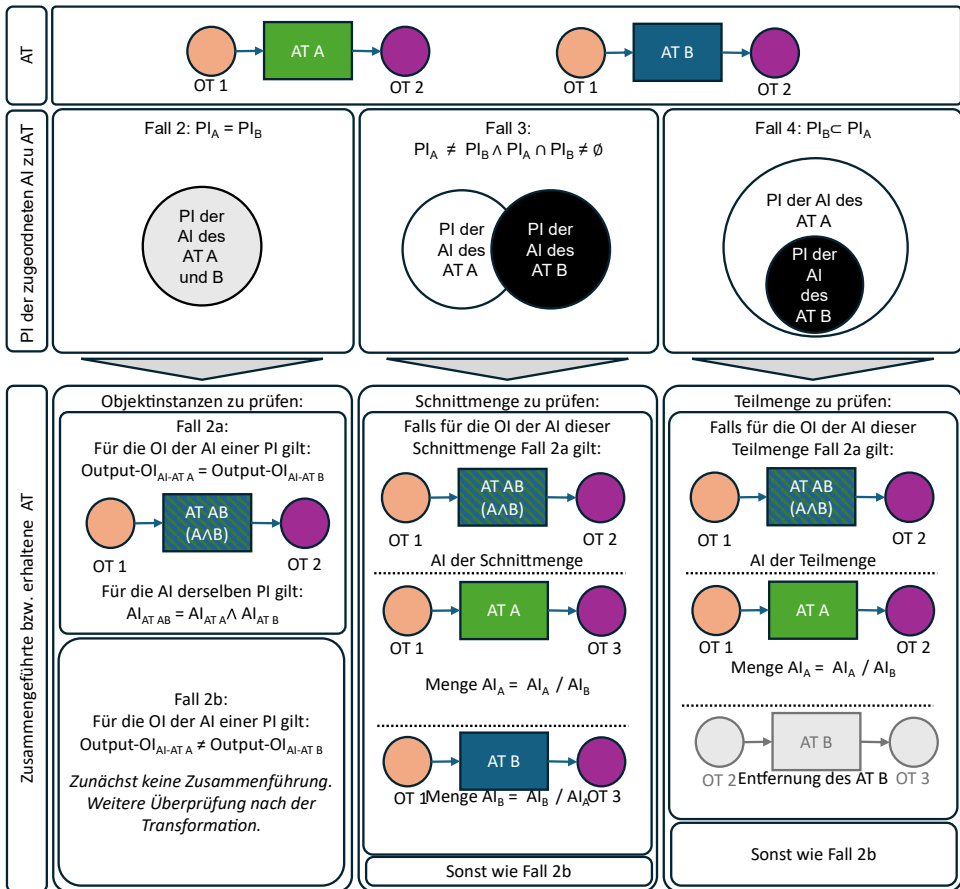 AT
AT A
OT 1
OT 2
AT B
OT 1
OT 2
PI der zugeordneten AI zu AT
Fall 2: PI_A = PI_B
PI der
AI des
AT A
und B
Fall 3:
PI_A ≠ PI_B ∧ PI_A ∩ PI_B ≠ ∅
PI der
AI des
AT A
PI der
AI des
AT B
Fall 4: PI_B ⊂ PI_A
PI der AI des
AT A
PI der
AI
des
AT B
Zusammengeführte bzw. erhaltene AT
Objektinstanzen zu prüfen:
Fall 2a:
Für die OI der AI einer PI gilt:
Output-OI_AI-AT A = Output-OI_AI-AT B
AT AB
(A∧B)
OT 1
OT 2
Für die AI derselben PI gilt:
AI_AT AB = AI_AT A ∧ AI_AT B
Fall 2b:
Für die OI der AI einer PI gilt:
Output-OI_AI-AT A ≠ Output-OI_AI-AT B
Zunächst keine Zusammenführung.
Weitere Überprüfung nach der
Transformation.
Schnittmenge zu prüfen:
Falls für die OI der AI dieser
Schnittmenge Fall 2a gilt:
AT AB
(A∧B)
OT 1
OT 2
AI der Schnittmenge
AT A
OT 1
OT 3
Menge AI_A = AI_A / AI_B
AT B
OT 1
OT 3
Menge AI_B = AI_B / AI_A
Sonst wie Fall 2b
Teilmenge zu prüfen:
Falls für die OI der AI dieser
Teilmenge Fall 2a gilt:
AT AB
(A∧B)
OT 1
OT 2
AI der Teilmenge
AT A
OT 1
OT 2
Menge AI_A = AI_A / AI_B
AT B
OT 2
OT 3
Entfernung des AT B
Sonst wie Fall 2b